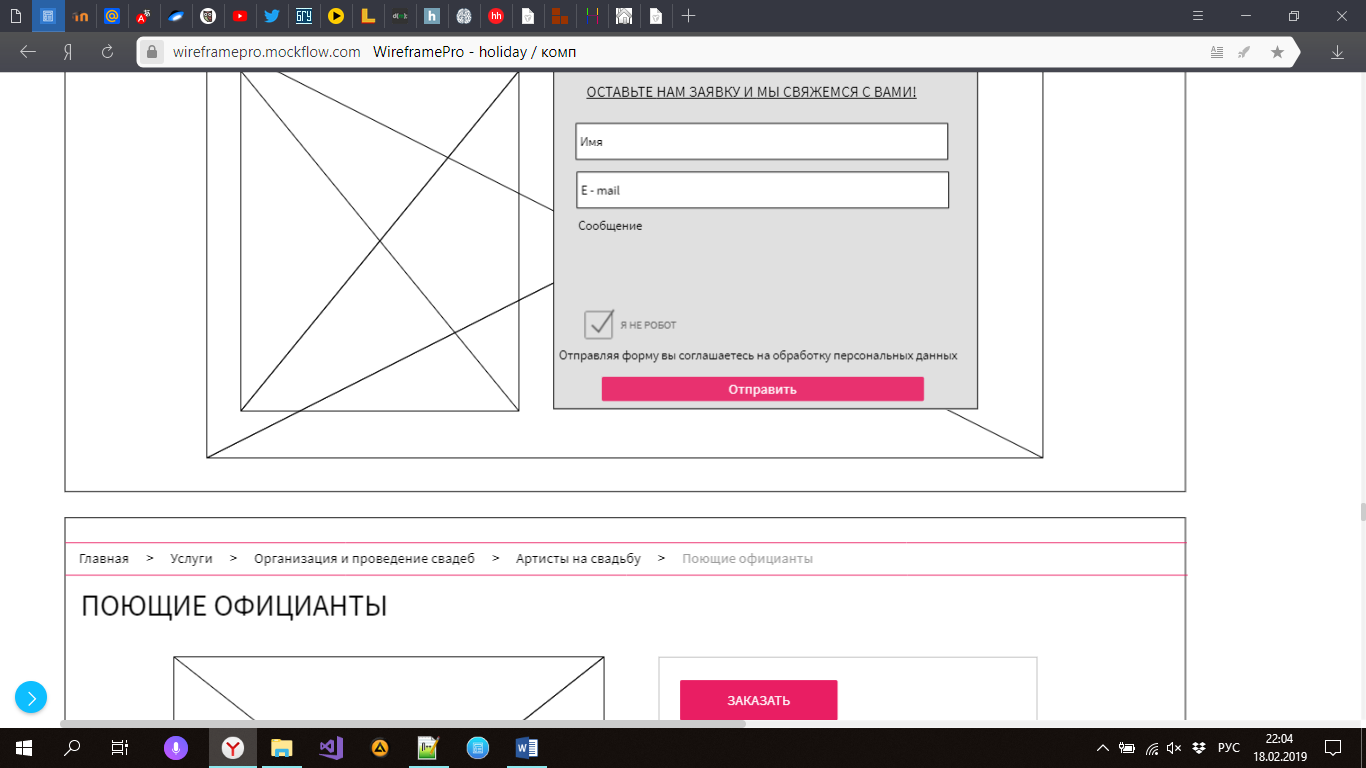 wireframepro.mockflow.com WireframePro - holiday / комп
ОСТАВЬТЕ НАМ ЗАЯВКУ И МЫ СВЯЖЕМСЯ С ВАМИ!
Имя
E - mail
Сообщение
Я НЕ РОБОТ
Отправляя форму вы соглашаетесь на обработку персональных данных
Отправить
Главная > Услуги > Организация и проведение свадеб > Артисты на свадьбу > Поющие официанты
ПОЮЩИЕ ОФИЦИАНТЫ
ЗАКАЗАТЬ
РУС
22:04
18.02.2019